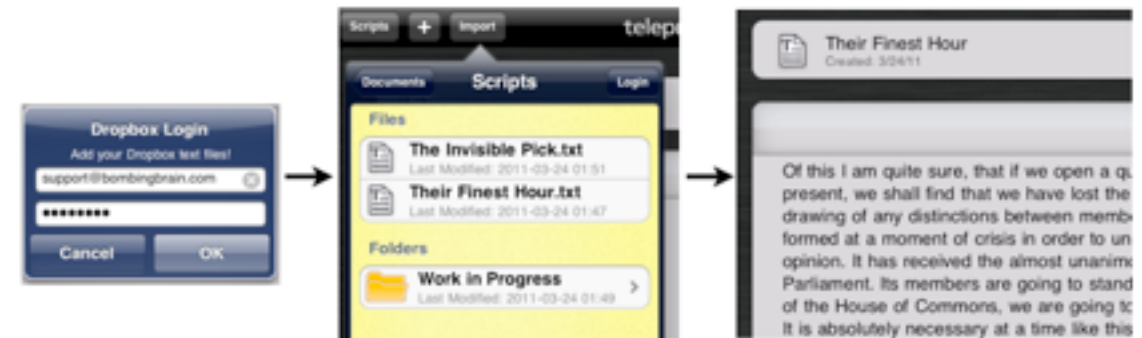 Dropbox Login
Add your Dropbox text files!
support@bombingbrain.com
••••••••
Cancel OK
Scripts + Import telep
Documents Scripts Login
Files
The Invisible Pick.txt
Last Modified: 2011-03-24 01:51
Their Finest Hour.txt
Last Modified: 2011-03-24 01:47
Folders
Work in Progress
Last Modified: 2011-03-24 01:49
Their Finest Hour
Created: 3/24/11
Of this I am quite sure, that if we open a qu
present, we shall find that we have lost the
drawing of any distinctions between memb
formed at a moment of crisis in order to un
opinion. It has received the almost unanim
Parliament. Its members are going to stand
of the House of Commons, we are going to
It is absolutely necessary at a time like this